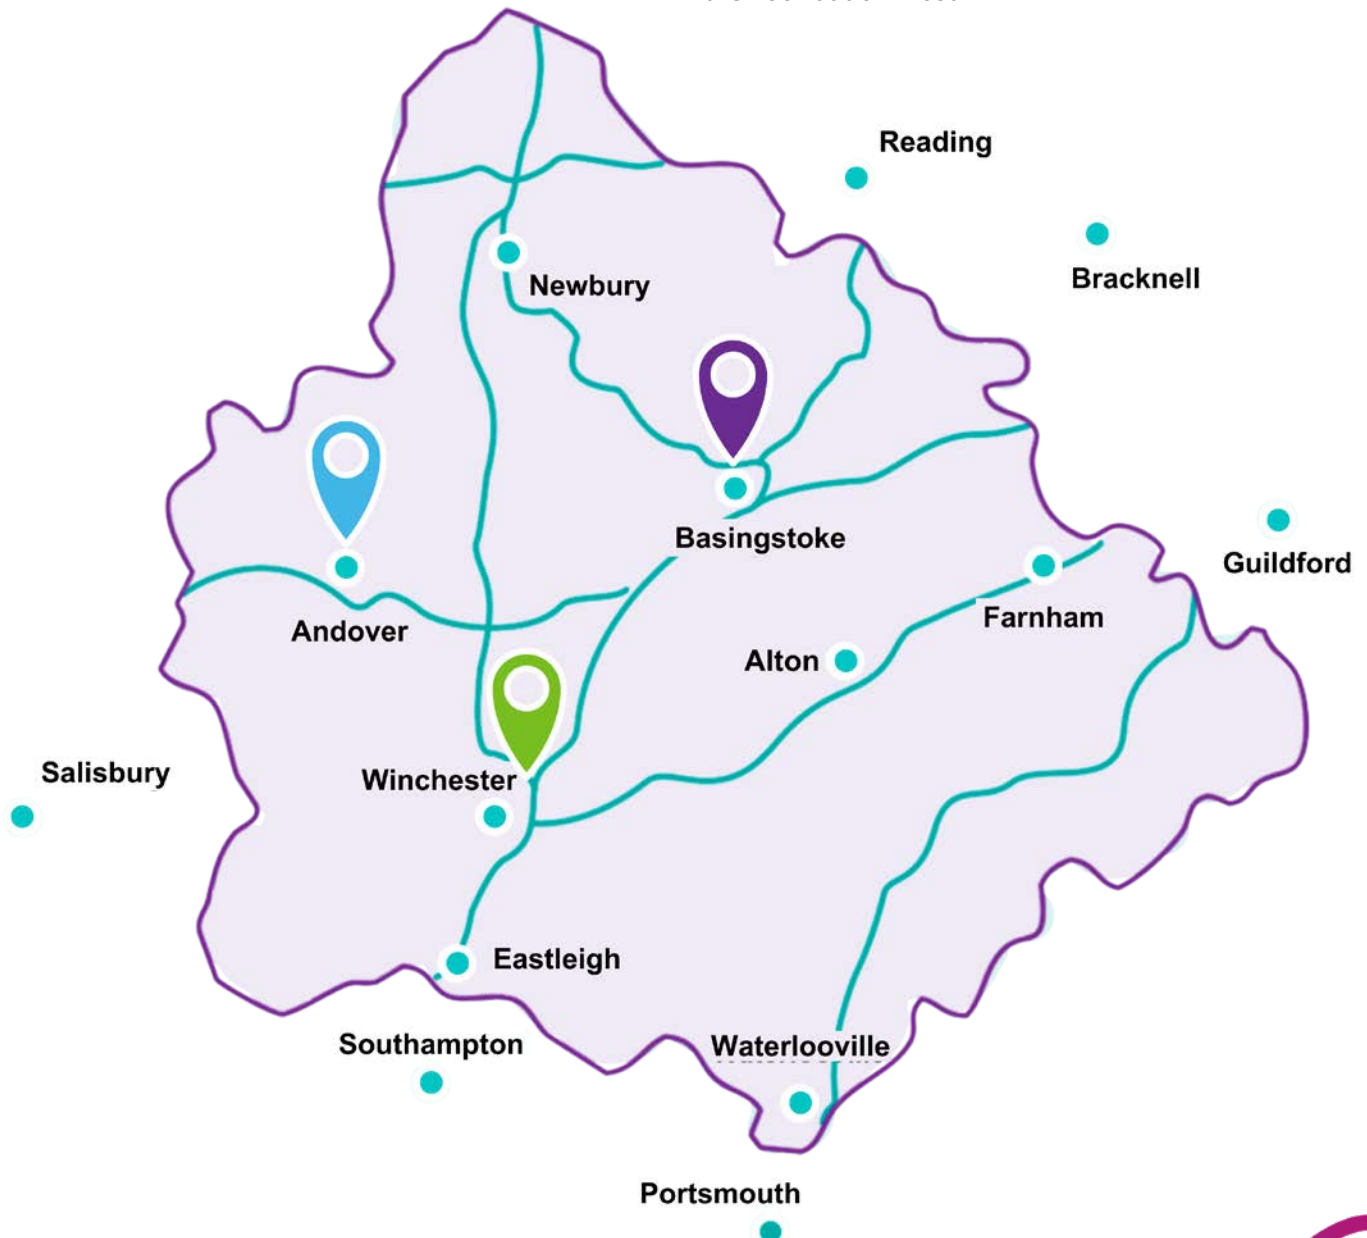 Reading
Bracknell
Newbury
Basingstoke
Guildford
Farnham
Andover
Alton
Salisbury
Winchester
Eastleigh
Southampton
Waterlooville
Portsmouth